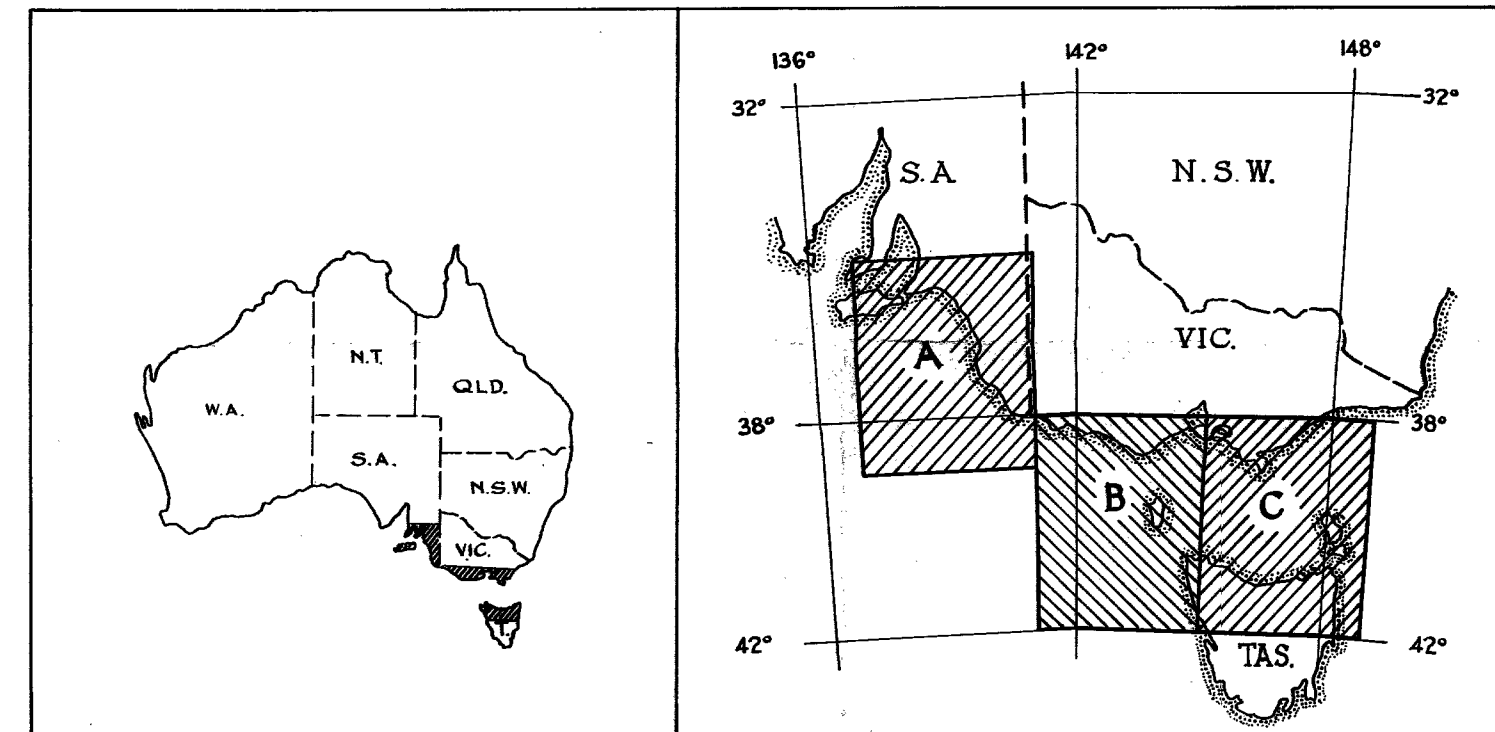 N.T.
QLD.
W.A.
S.A.
N.S.W.
VIC.
T.
136° 142° 148°
32° 32°
S.A. N.S.W.
VIC.
A
38° 38°
B C
42° 42°
TAS.